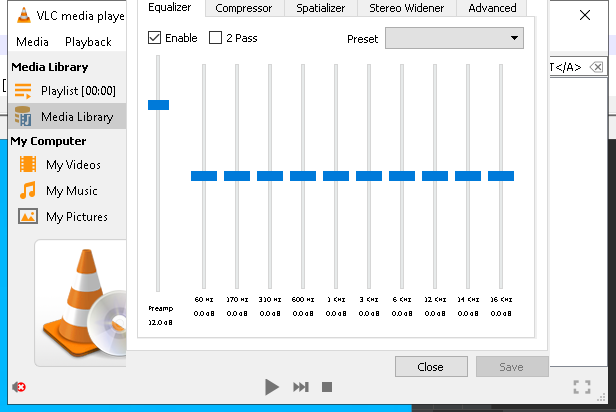 VLC media playe
Media Playback
Media Library
Playlist [00:00]
Media Library
My Computer
My Videos
My Music
My Pictures
Equalizer Compressor Spatializer Stereo Widener Advanced
Enable 2 Pass Preset
T</A>
60 Hz 170 Hz 310 Hz 600 Hz 1 KHz 3 KHz 6 KHz 12 KHz 14 KHz 16 KHz
Preamp 0.0 dB 0.0 dB 0.0 dB 0.0 dB 0.0 dB 0.0 dB 0.0 dB 0.0 dB 0.0 dB 0.0 dB
12.0 dB
Close Save